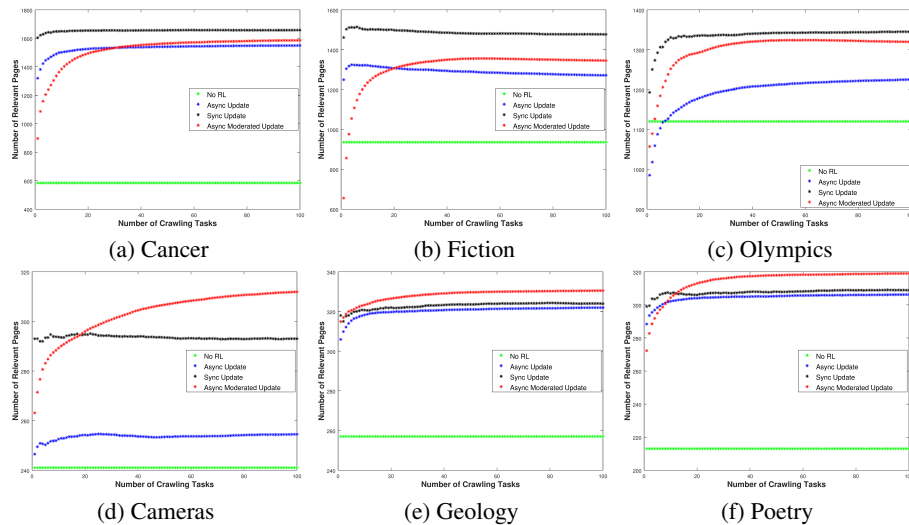 1800
1600
1400
1200
1000
800
600
400
0 20 40 60 80 100
Number of Relevant Pages
Number of Crawling Tasks
No RL
Async Update
Sync Update
Async Moderated Update
(a) Cancer
1600
1400
1200
1000
800
600
0 20 40 60 80 100
Number of Relevant Pages
Number of Crawling Tasks
No RL
Async Update
Sync Update
Async Moderated Update
(b) Fiction
1400
1300
1200
1100
1000
900
0 20 40 60 80 100
Number of Relevant Pages
Number of Crawling Tasks
No RL
Async Update
Sync Update
Async Moderated Update
(c) Olympics
320
300
280
260
240
0 20 40 60 80 100
Number of Relevant Pages
Number of Crawling Tasks
No RL
Async Update
Sync Update
Async Moderated Update
(d) Cameras
340
320
300
280
260
240
0 20 40 60 80 100
Number of Relevant Pages
Number of Crawling Tasks
No RL
Async Update
Sync Update
Async Moderated Update
(e) Geology
320
300
280
260
240
220
200
0 20 40 60 80 100
Number of Relevant Pages
Number of Crawling Tasks
No RL
Async Update
Sync Update
Async Moderated Update
(f) Poetry